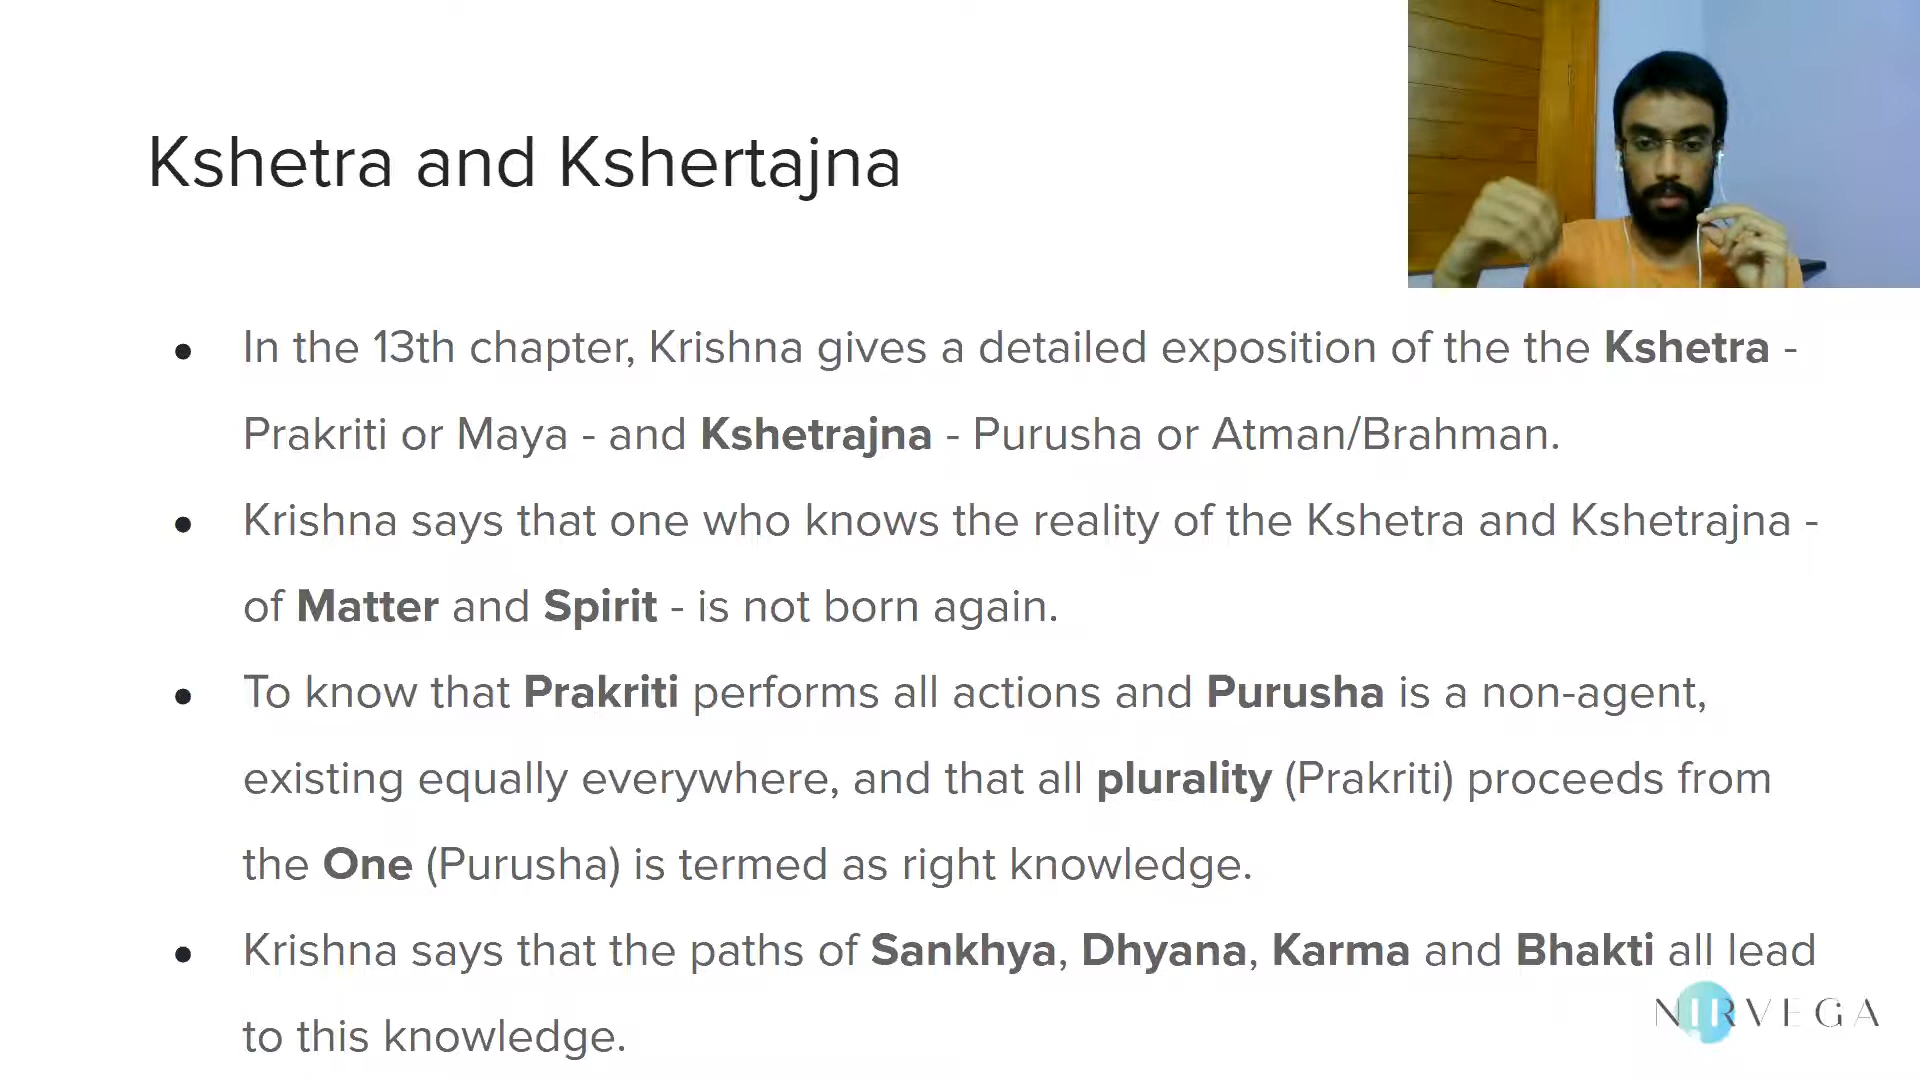 Kshetra and Kshertajna
● In the 13th chapter, Krishna gives a detailed exposition of the the Kshetra -
Prakriti or Maya - and Kshetrajna - Purusha or Atman/Brahman.
● Krishna says that one who knows the reality of the Kshetra and Kshetrajna -
of Matter and Spirit - is not born again.
● To know that Prakriti performs all actions and Purusha is a non-agent,
existing equally everywhere, and that all plurality (Prakriti) proceeds from
the One (Purusha) is termed as right knowledge.
● Krishna says that the paths of Sankhya, Dhyana, Karma and Bhakti all lead
to this knowledge.
NIRVEGA